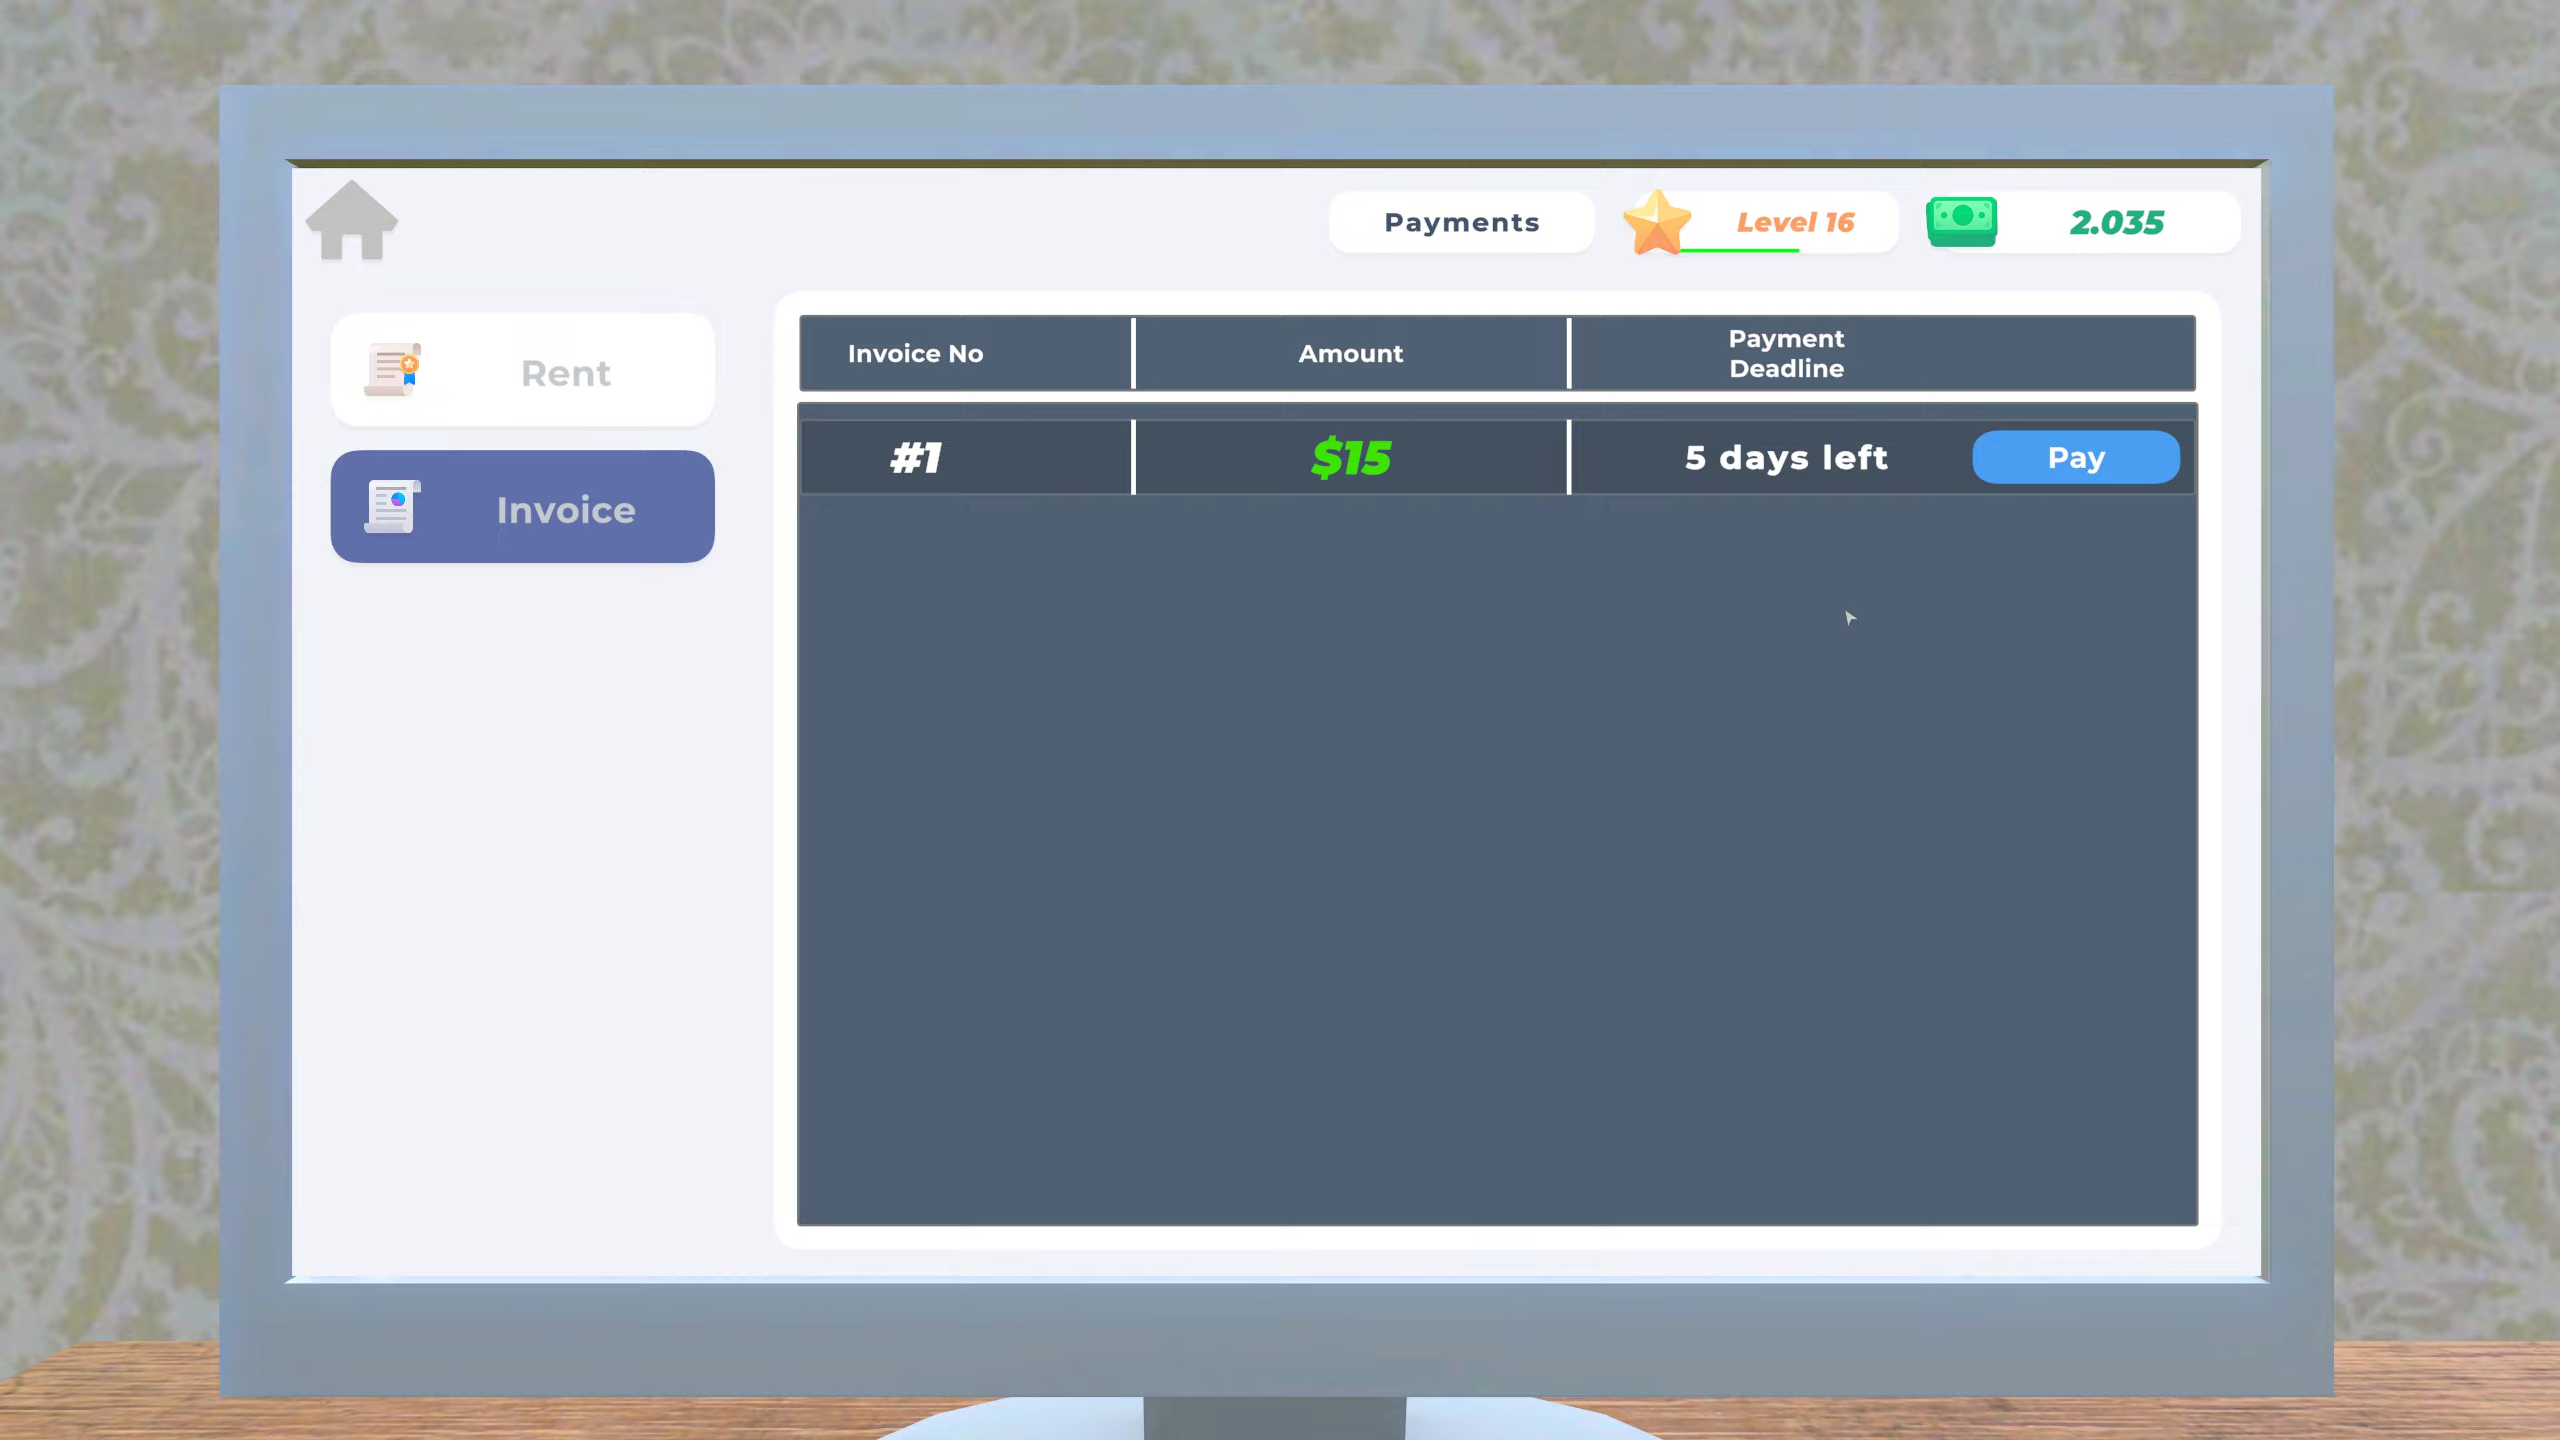 Payments
Level 16
2.035
Rent
Invoice
Invoice No
Amount
Payment
Deadline
#1
$15
5 days left
Pay